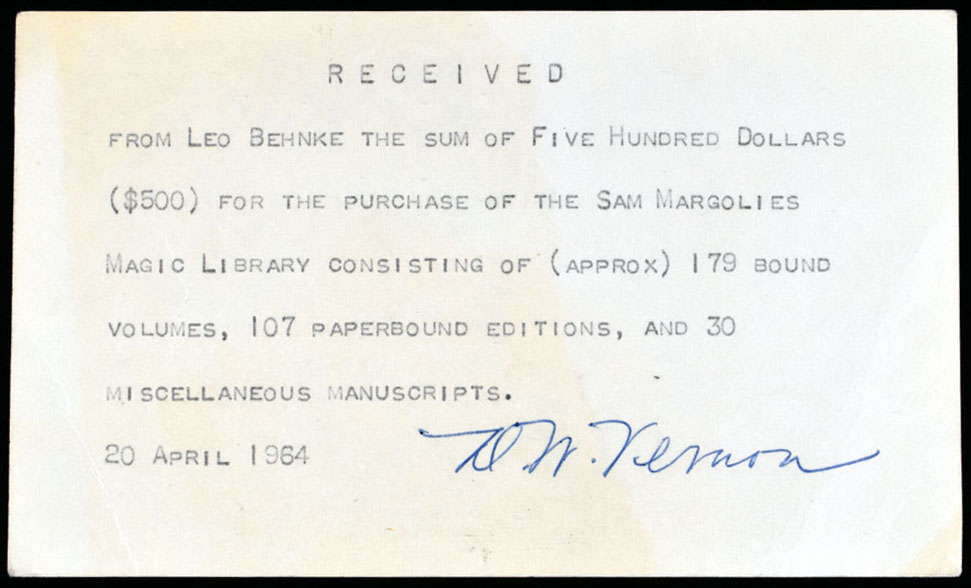 RECEIVED
FROM LEO BEHNKE THE SUM OF FIVE HUNDRED DOLLARS
($500) FOR THE PURCHASE OF THE SAM MARGOLIES
MAGIC LIBRARY CONSISTING OF (APPROX) 179 BOUND
VOLUMES, 107 PAPERBOUND EDITIONS, AND 30
MISCELLANEOUS MANUSCRIPTS.
20 APRIL 1964 D.W. Vernon